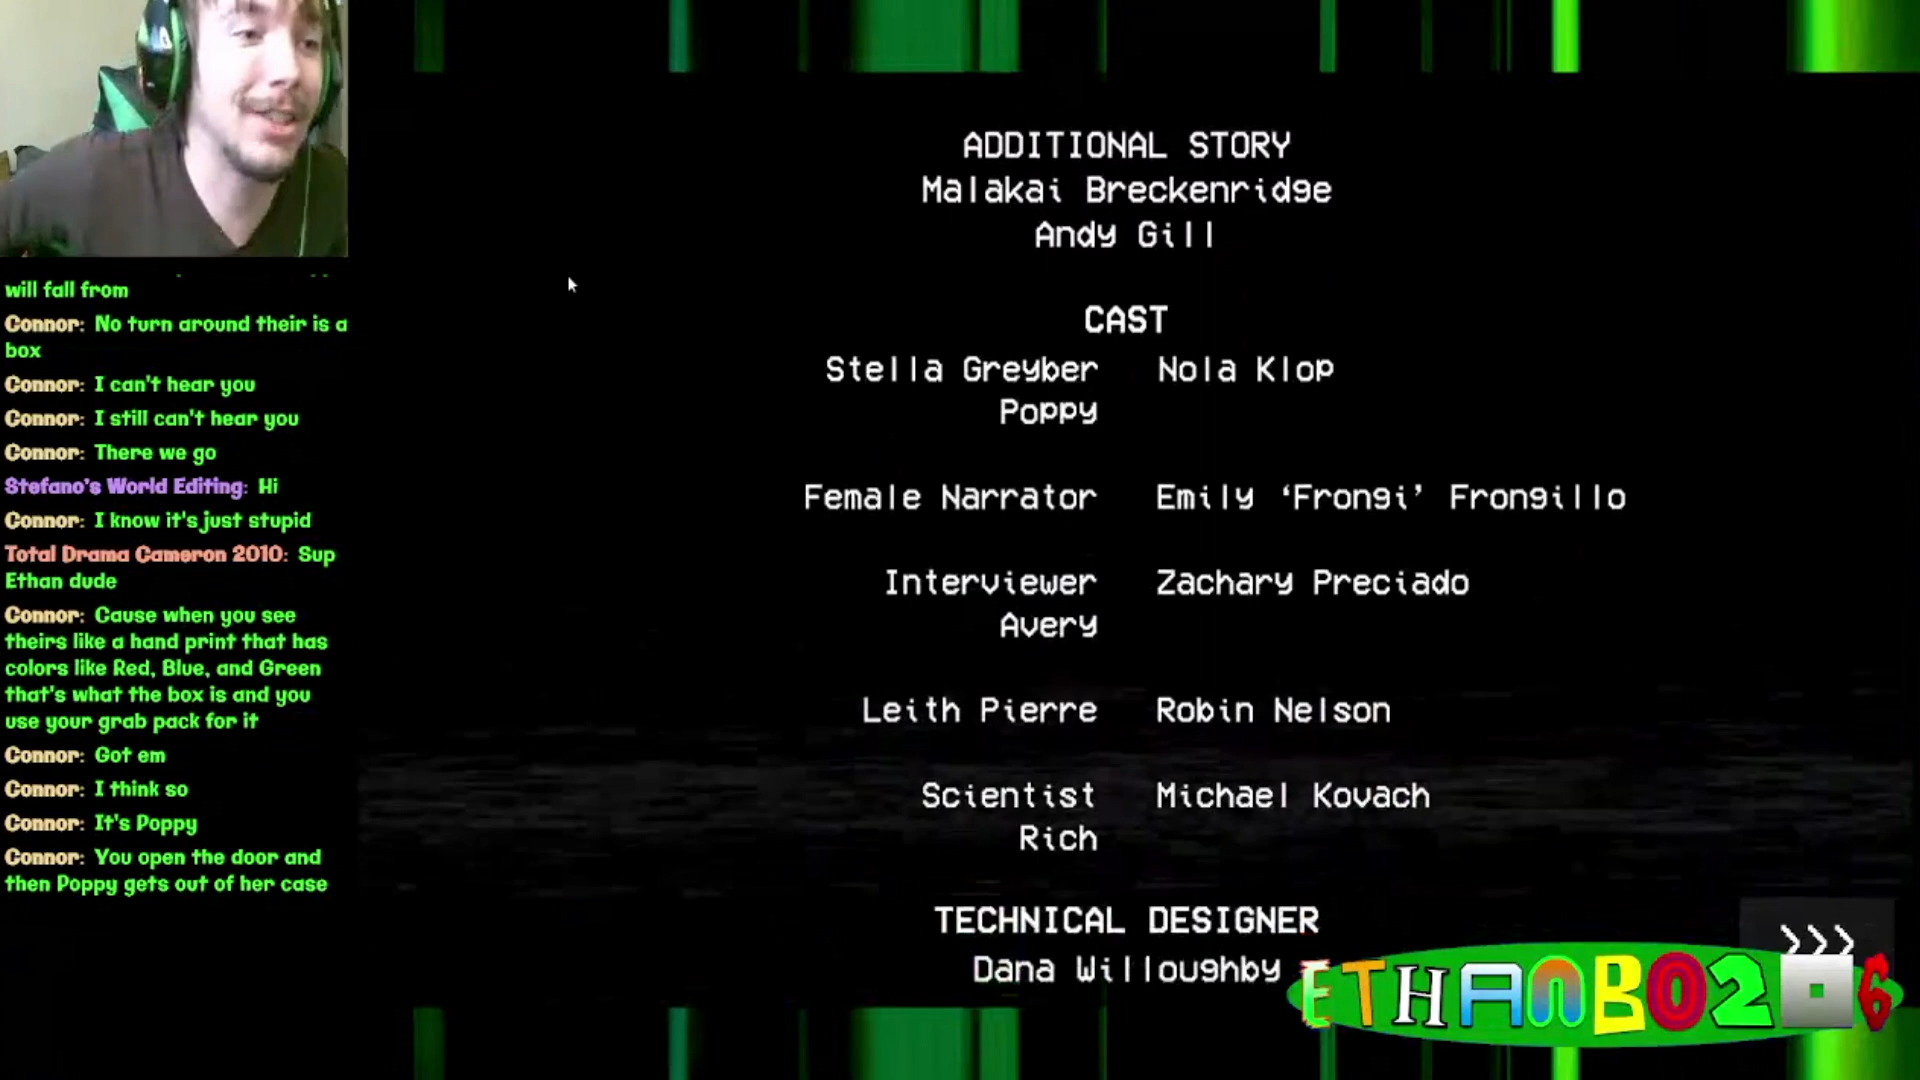 will fall from
Connor: No turn around their is a
box
Connor: I can't hear you
Connor: I still can't hear you
Connor: There we go
Stefano's World Editing: Hi
Connor: I know it's just stupid
Total Drama Cameron 2010: Sup
Ethan dude
Connor: Cause when you see
theirs like a hand print that has
colors like Red, Blue, and Green
that's what the box is and you
use your grab pack for it
Connor: Got em
Connor: I think so
Connor: It's Poppy
Connor: You open the door and
then Poppy gets out of her case
ADDITIONAL STORY
Malakai Breckenridge
Andy Gill
CAST
Stella Greyber Nola Klop
Poppy
Female Narrator Emily ‘Frongi’ Frongillo
Interviewer Zachary Preciado
Avery
Leith Pierre Robin Nelson
Scientist Michael Kovach
Rich
TECHNICAL DESIGNER
Dana Willoughby
>>>
ETHANBO206